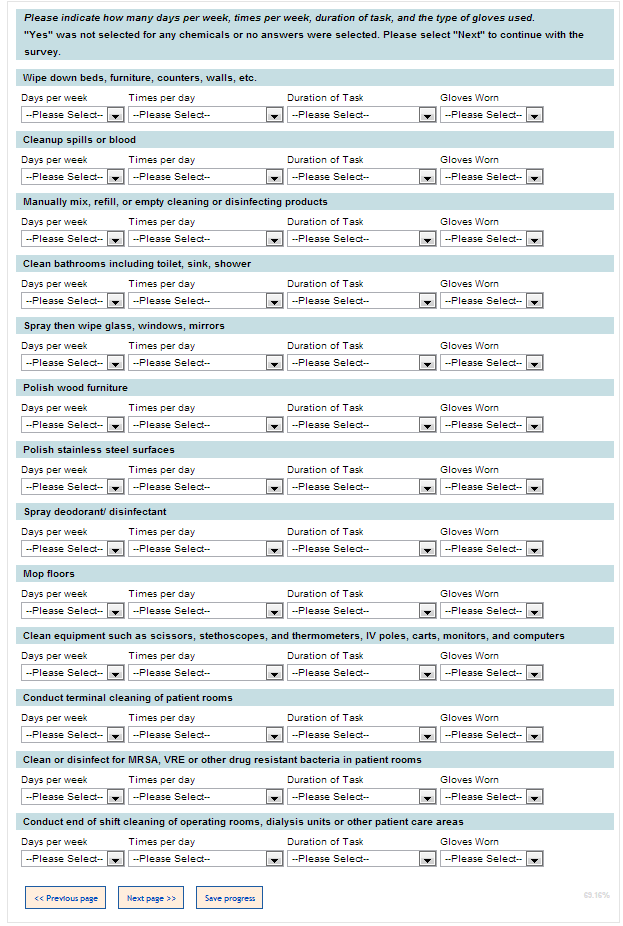 Please indicate how many days per week, times per week, duration of task, and the type of gloves used.
"Yes" was not selected for any chemicals or no answers were selected. Please select "Next" to continue with the
survey.
Wipe down beds, furniture, counters, walls, etc.
Days per week Times per day Duration of Task Gloves Worn
--Please Select-- --Please Select-- --Please Select-- --Please Select--
Cleanup spills or blood
Days per week Times per day Duration of Task Gloves Worn
--Please Select-- --Please Select-- --Please Select-- --Please Select--
Manually mix, refill, or empty cleaning or disinfecting products
Days per week Times per day Duration of Task Gloves Worn
--Please Select-- --Please Select-- --Please Select-- --Please Select--
Clean bathrooms including toilet, sink, shower
Days per week Times per day Duration of Task Gloves Worn
--Please Select-- --Please Select-- --Please Select-- --Please Select--
Spray then wipe glass, windows, mirrors
Days per week Times per day Duration of Task Gloves Worn
--Please Select-- --Please Select-- --Please Select-- --Please Select--
Polish wood furniture
Days per week Times per day Duration of Task Gloves Worn
--Please Select-- --Please Select-- --Please Select-- --Please Select--
Polish stainless steel surfaces
Days per week Times per day Duration of Task Gloves Worn
--Please Select-- --Please Select-- --Please Select-- --Please Select--
Spray deodorant/ disinfectant
Days per week Times per day Duration of Task Gloves Worn
--Please Select-- --Please Select-- --Please Select-- --Please Select--
Mop floors
Days per week Times per day Duration of Task Gloves Worn
--Please Select-- --Please Select-- --Please Select-- --Please Select--
Clean equipment such as scissors, stethoscopes, and thermometers, IV poles, carts, monitors, and computers
Days per week Times per day Duration of Task Gloves Worn
--Please Select-- --Please Select-- --Please Select-- --Please Select--
Conduct terminal cleaning of patient rooms
Days per week Times per day Duration of Task Gloves Worn
--Please Select-- --Please Select-- --Please Select-- --Please Select--
Clean or disinfect for MRSA, VRE or other drug resistant bacteria in patient rooms
Days per week Times per day Duration of Task Gloves Worn
--Please Select-- --Please Select-- --Please Select-- --Please Select--
Conduct end of shift cleaning of operating rooms, dialysis units or other patient care areas
Days per week Times per day Duration of Task Gloves Worn
--Please Select-- --Please Select-- --Please Select-- --Please Select--
<< Previous page Next page >> Save progress